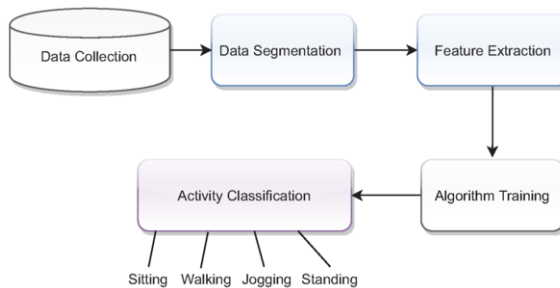 Data Collection
Data Segmentation
Feature Extraction
Algorithm Training
Activity Classification
Sitting
Walking
Jogging
Standing